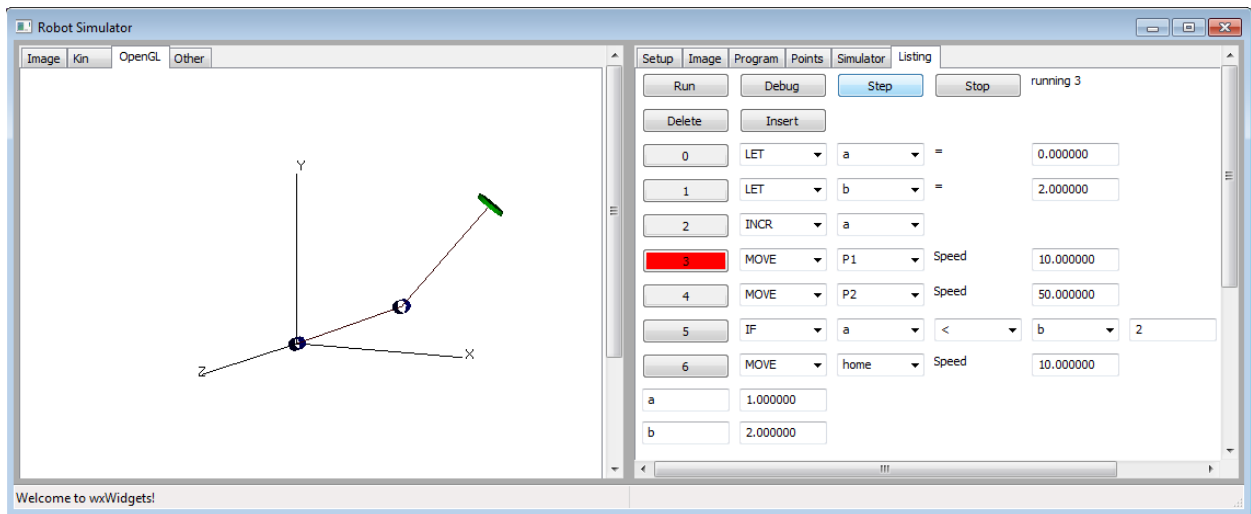 Robot Simulator
Image Kin OpenGL Other
Y
X
Z
Setup Image Program Points Simulator Listing
Run Debug Step Stop running 3
Delete Insert
0 LET a = 0.000000
1 LET b = 2.000000
2 INCR a
3 MOVE P1 Speed 10.000000
4 MOVE P2 Speed 50.000000
5 IF a < b 2
6 MOVE home Speed 10.000000
a 1.000000
b 2.000000
Welcome to wxWidgets!